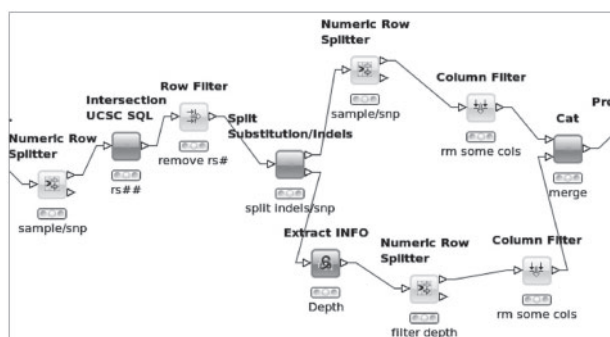 Numeric Row
Splitter
sample/snp
Intersection
UCSC SQL
rs##
Row Filter
remove rs#
Split
Substitution/Indels
split indels/snp
Numeric Row
Splitter
sample/snp
Column Filter
rm some cols
Extract INFO
Depth
Numeric Row
Splitter
filter depth
Column Filter
rm some cols
Cat
merge
Pro